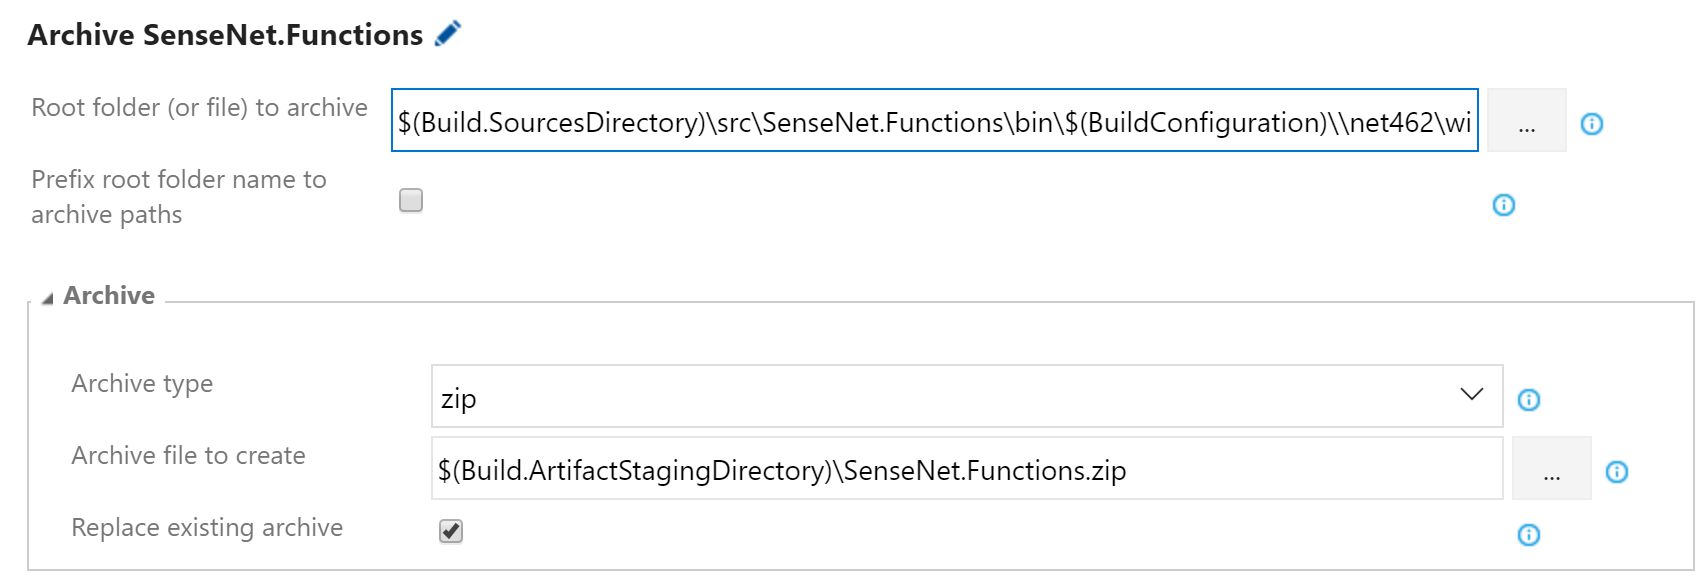 Archive SenseNet.Functions
Root folder (or file) to archive
$(Build.SourcesDirectory)\src\SenseNet.Functions\bin\$(BuildConfiguration)\\net462\wi
...
Prefix root folder name to
archive paths
Archive
Archive type
zip
Archive file to create
$(Build.ArtifactStagingDirectory)\SenseNet.Functions.zip
...
Replace existing archive